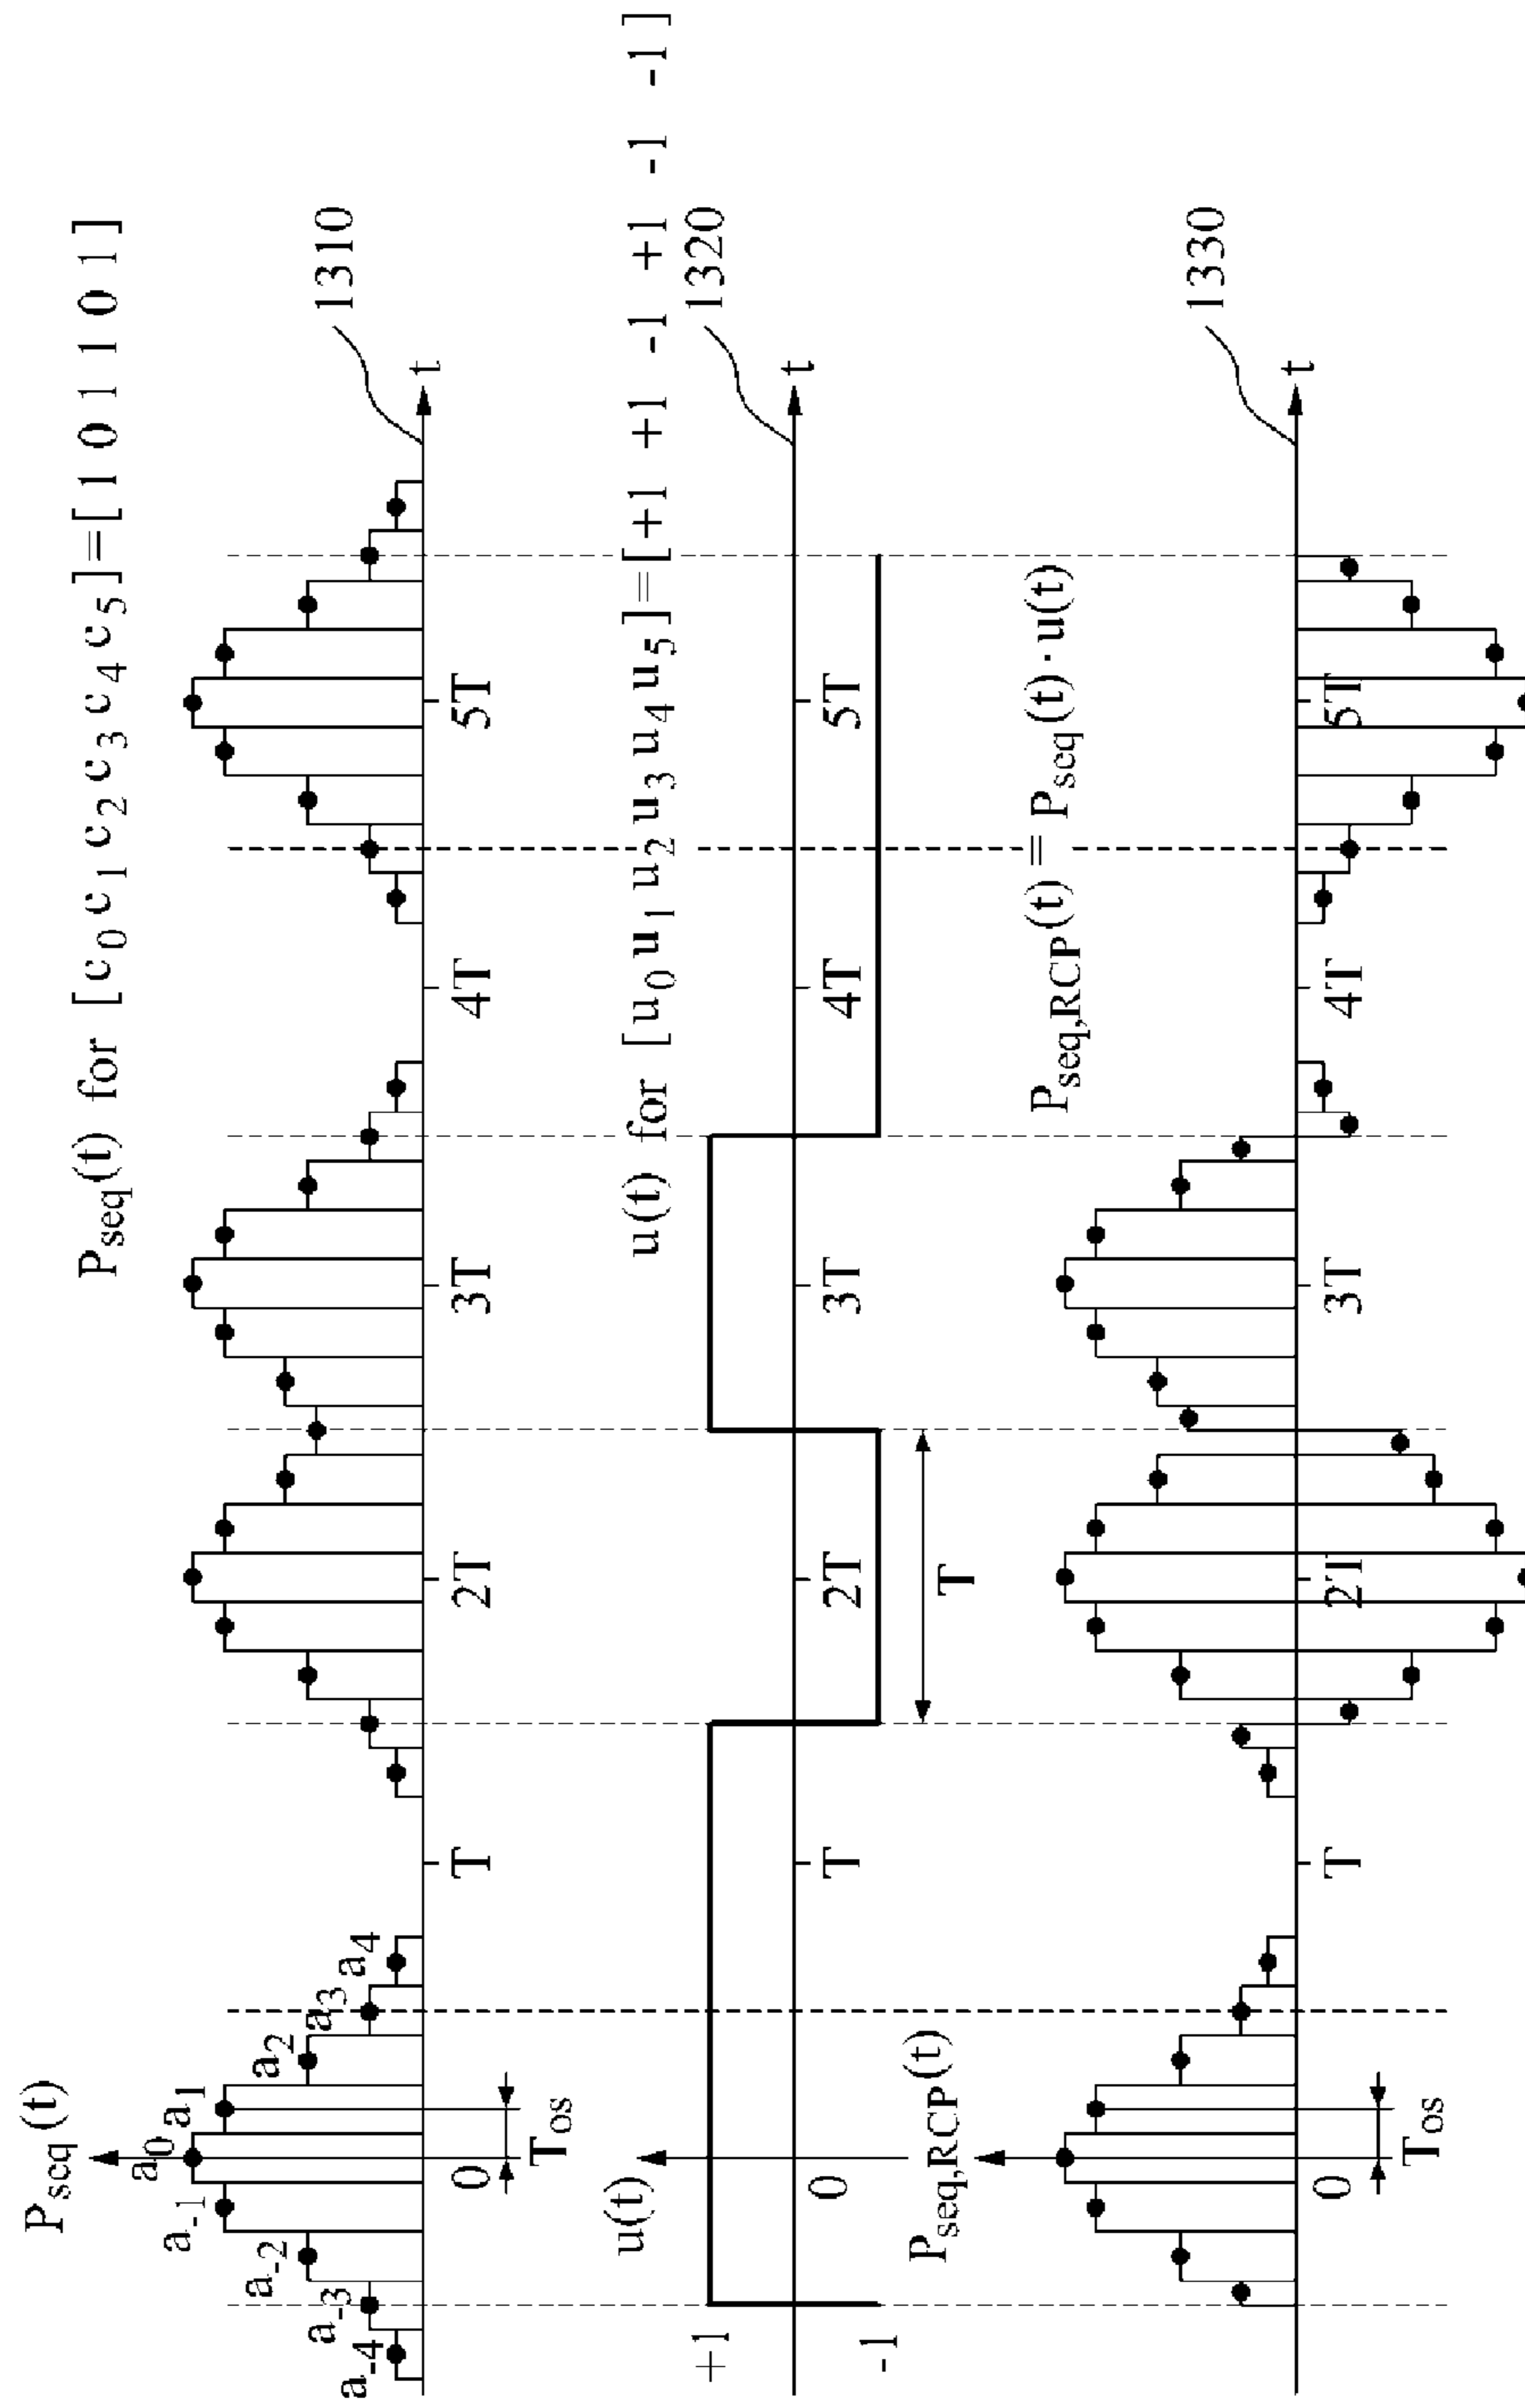 P_seq(t) for [c_0 c_1 c_2 c_3 c_4 c_5]=[1 0 1 1 0 1]
P_seq(t)
a_-4 a_-3 a_-2 a_-1 a_0 a_1 a_2 a_3 a_4
1310
0 T 2T 3T 4T 5T t
T_os
u(t) for [u_0 u_1 u_2 u_3 u_4 u_5]=[+1 +1 -1 +1 -1 -1]
u(t)
1320
+1
0 T 2T 3T 4T 5T t
-1
T
P_seq,RCP(t) = P_seq(t) · u(t)
P_seq,RCP(t)
1330
0 T 2T 3T 4T 5T t
T_os